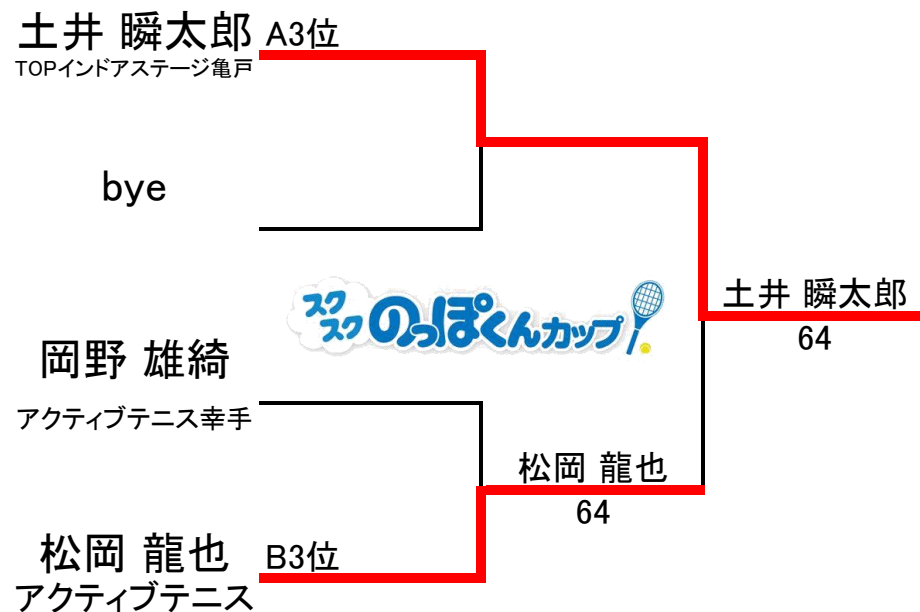 土井 瞬太郎 A3位
TOPインドアステージ亀戸
bye
スク
スク のっぽくんカップ
土井 瞬太郎
64
岡野 雄綺
アクティブテニス幸手
松岡 龍也
64
松岡 龍也 B3位
アクティブテニス